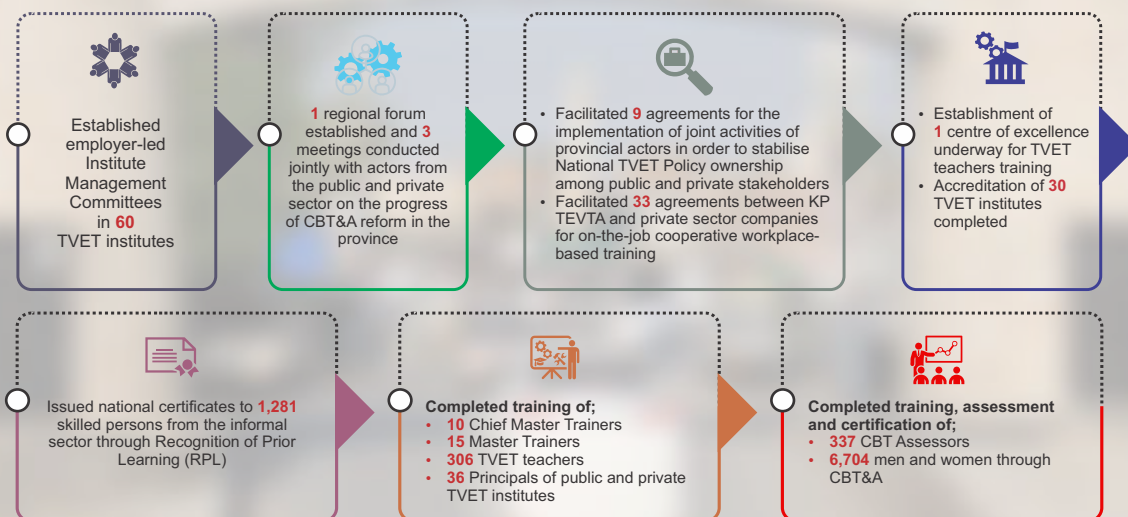 Established
employer-led
Institute
Management
Committees
in 60
TVET institutes
1 regional forum
established and 3
meetings conducted
jointly with actors from
the public and private
sector on the progress
of CBT&A reform in the
province
• Facilitated 9 agreements for the
implementation of joint activities of
provincial actors in order to stabilise
National TVET Policy ownership
among public and private stakeholders
• Facilitated 33 agreements between KP
TEVTA and private sector companies
for on-the-job cooperative workplace-
based training
• Establishment of
1 centre of excellence
underway for TVET
teachers training
• Accreditation of 30
TVET institutes
completed
Issued national certificates to 1,281
skilled persons from the informal
sector through Recognition of Prior
Learning (RPL)
Completed training of;
• 10 Chief Master Trainers
• 15 Master Trainers
• 306 TVET teachers
• 36 Principals of public and private
TVET institutes
Completed training, assessment
and certification of;
• 337 CBT Assessors
• 6,704 men and women through
CBT&A